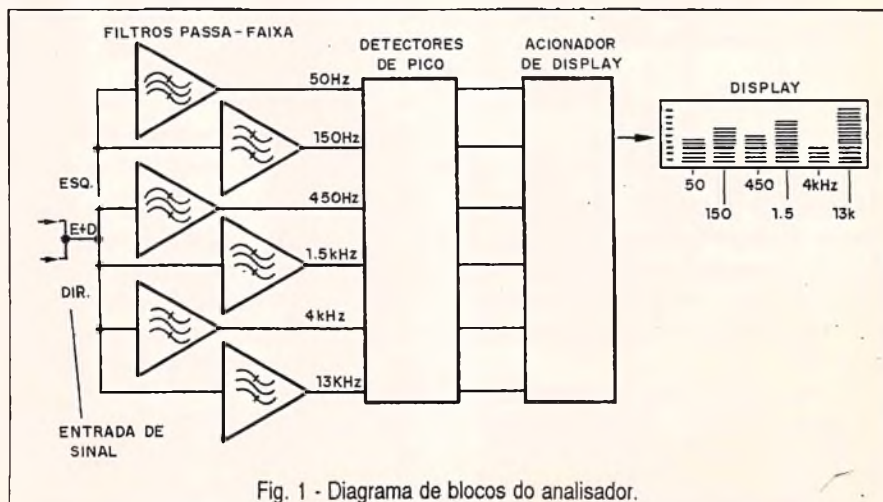 FILTROS PASSA-FAIXA
DETECTORES
DE PICO
ACIONADOR
DE DISPLAY
DISPLAY
50Hz
150Hz
450Hz
1.5kHz
4kHz
13KHz
ESQ.
E+D
DIR.
ENTRADA DE
SINAL
50
150
450
1.5
4kHz
13k
Fig. 1 - Diagrama de blocos do analisador.